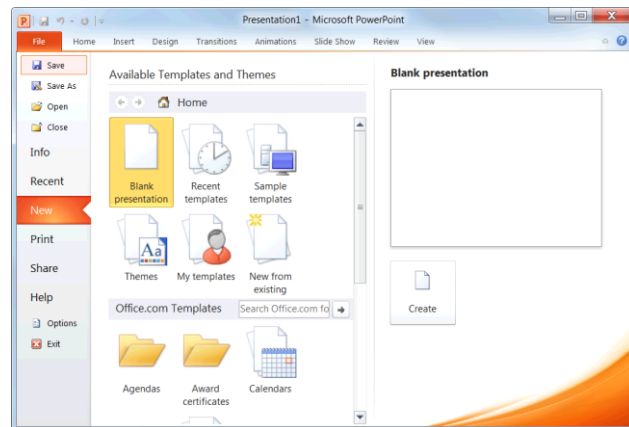 Presentation1 - Microsoft PowerPoint
File Home Insert Design Transitions Animations Slide Show Review View
Save
Save As
Open
Close
Info
Recent
New
Print
Share
Help
Options
Exit
Available Templates and Themes
Home
Blank presentation
Recent templates
Sample templates
Themes
My templates
New from existing
Office.com Templates
Search Office.com fo
Agendas
Award certificates
Calendars
Blank presentation
Create